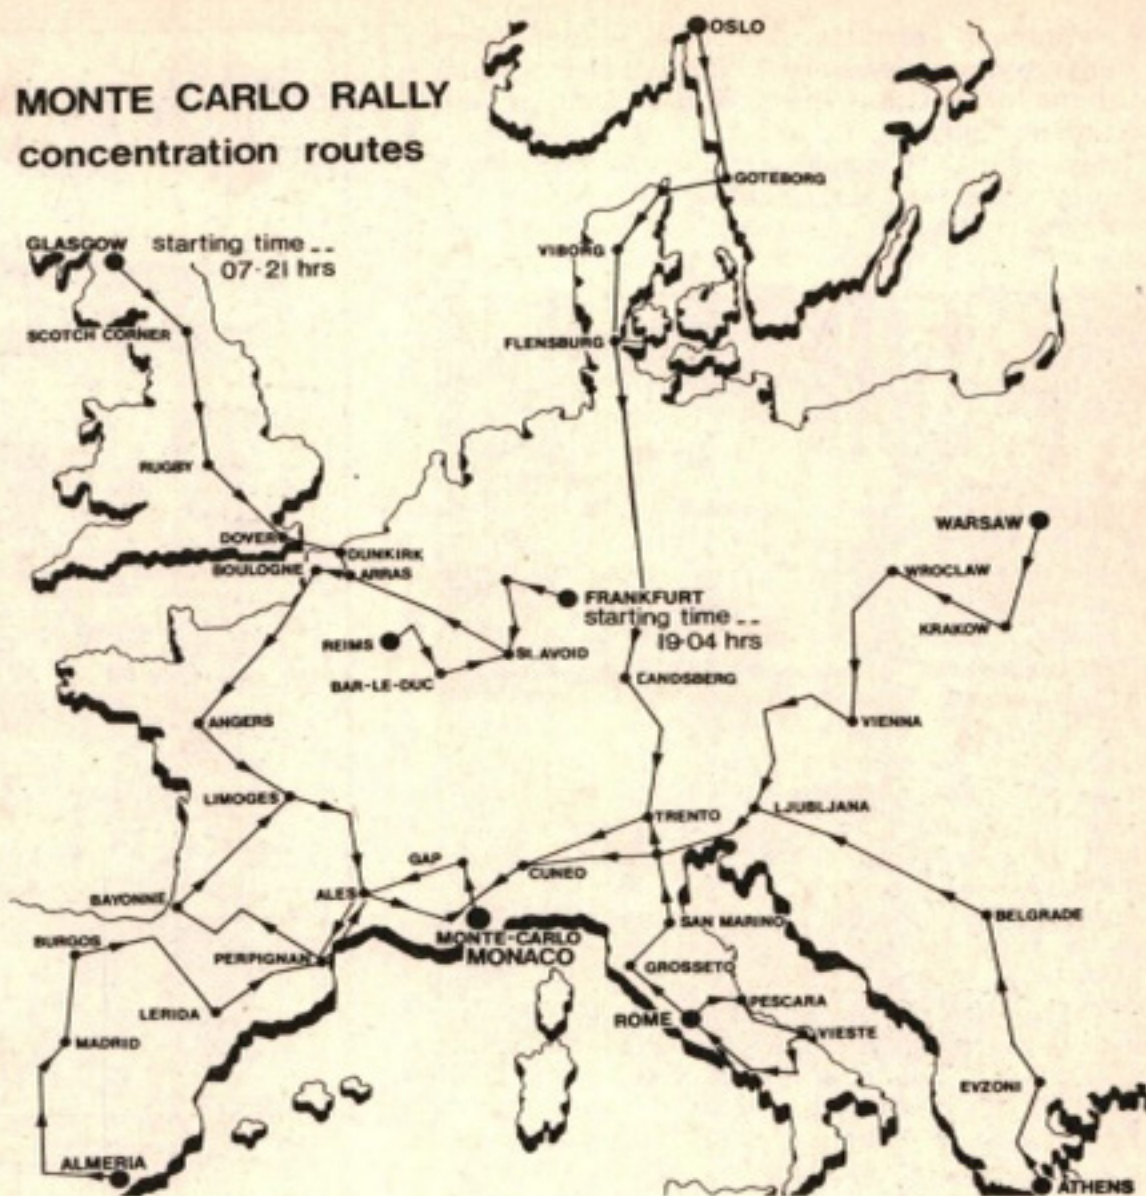 OSLO
MONTE CARLO RALLY
concentration routes
GOTEBORG
GLASGOW starting time --
07·21 hrs
VIBORG
SCOTCH CORNER
FLENSBURG
RUGBY
WARSAW
DOVER
DUNKIRK
BOULOGNE
ARRAS
WROCLAW
FRANKFURT
starting time --
19·04 hrs
KRAKOW
REIMS
ST. AVOID
BAR-LE-DUC
LANDSBERG
ANGERS
VIENNA
LIMOGES
TRENTO
LJUBLJANA
GAP
CUNEO
ALES
BAYONNE
BELGRADE
SAN MARINO
MONTE-CARLO
MONACO
BURGOS
PERPIGNAN
GROSSETO
PESCARA
LERIDA
ROME
VIESTE
MADRID
EVZONI
ALMERIA
ATHENS